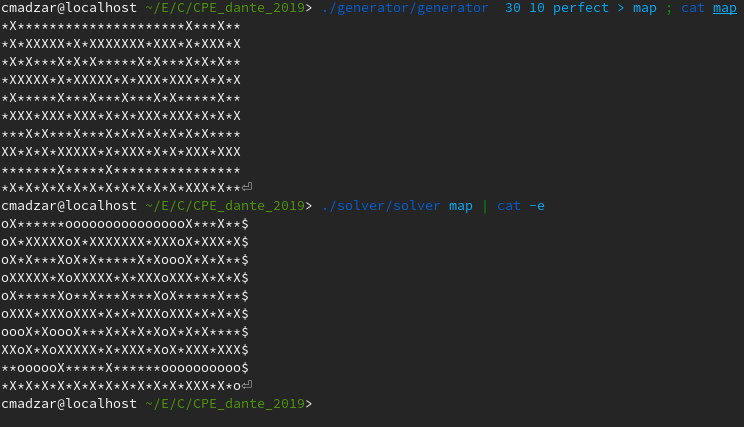 cmadzar@localhost ~/E/C/CPE_dante_2019> ./generator/generator  30 10 perfect > map ; cat map
*X*********************X***X**
*X*XXXXX*X*XXXXXXX*XXX*X*XXX*X
*X*X***X*X*X*****X*X***X*X*X**
*XXXXX*X*XXXXX*X*XXX*XXX*X*X*X
*X*****X***X***X***X*X*****X**
*XXX*XXX*XXX*X*X*XXX*XXX*X*X*X
***X*X***X***X*X*X*X*X*X*X****
XX*X*X*XXXXX*X*XXX*X*X*XXX*XXX
*******X*****X****************
*X*X*X*X*X*X*X*X*X*X*X*XXX*X**⏎
cmadzar@localhost ~/E/C/CPE_dante_2019> ./solver/solver map | cat -e
oX******oooooooooooooooX***X**$
oX*XXXXXoX*XXXXXXX*XXXoX*XXX*X$
oX*X***XoX*X*****X*XoooX*X*X**$
oXXXXX*XoXXXXX*X*XXXoXXX*X*X*X$
oX*****Xo**X***X***XoX*****X**$
oXXX*XXXoXXX*X*X*XXXoXXX*X*X*X$
oooX*XoooX***X*X*X*XoX*X*X****$
XXoX*XoXXXXX*X*XXX*XoX*XXX*XXX$
**oooooX*****X******oooooooooo$
*X*X*X*X*X*X*X*X*X*X*X*XXX*X*o⏎
cmadzar@localhost ~/E/C/CPE_dante_2019>